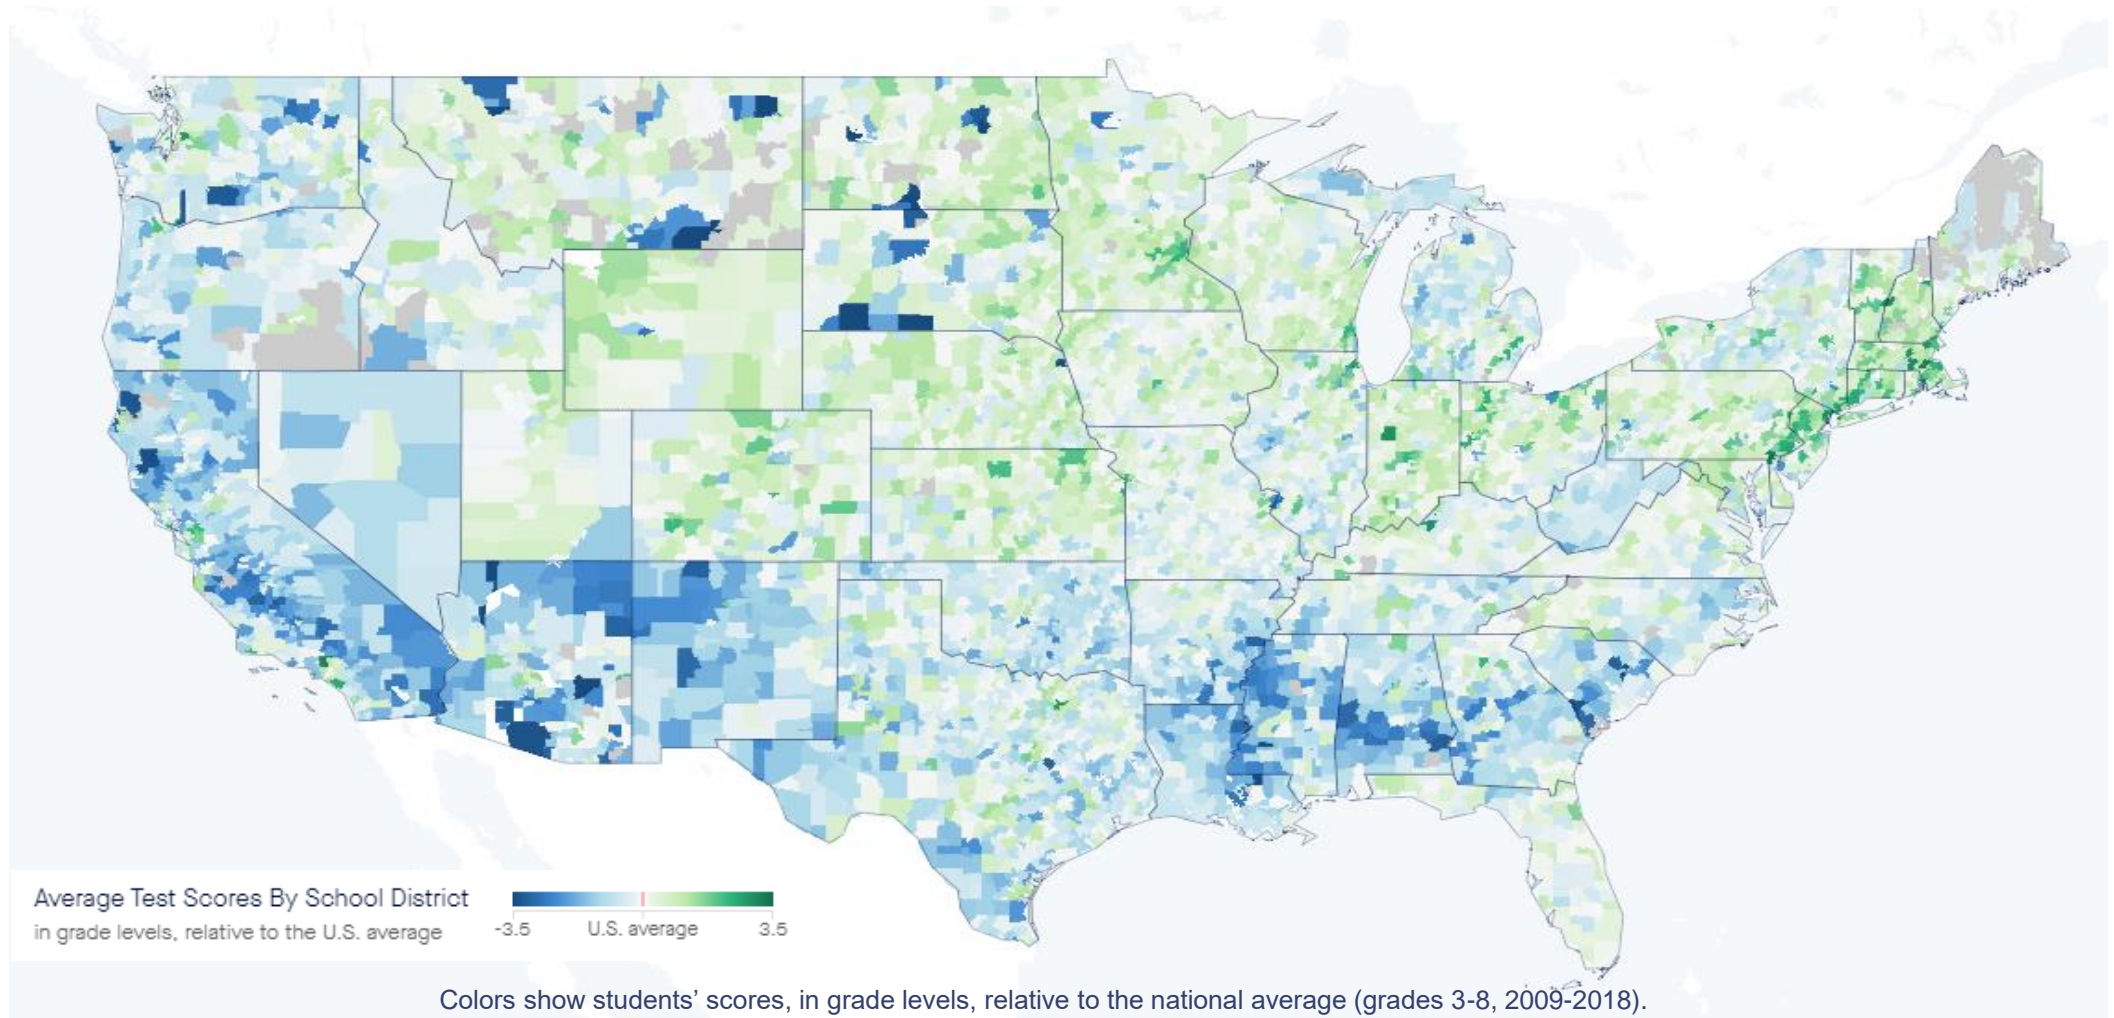 Average Test Scores By School District
in grade levels, relative to the U.S. average
-3.5 U.S. average 3.5
Colors show students’ scores, in grade levels, relative to the national average (grades 3-8, 2009-2018).